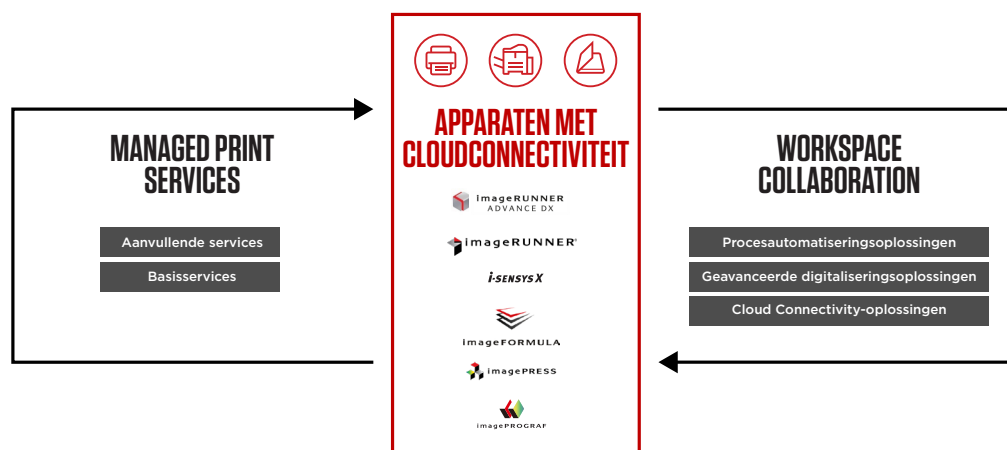 MANAGED PRINT
SERVICES
Aanvullende services
Basisservices
APPARATEN MET
CLOUDCONNECTIVITEIT
imageRUNNER
ADVANCE DX
imageRUNNER®
i-SENSYS X
imageFORMULA
imagePRESS
imagePROGRAF
WORKSPACE
COLLABORATION
Procesautomatiseringsoplossingen
Geavanceerde digitaliseringsoplossingen
Cloud Connectivity-oplossingen